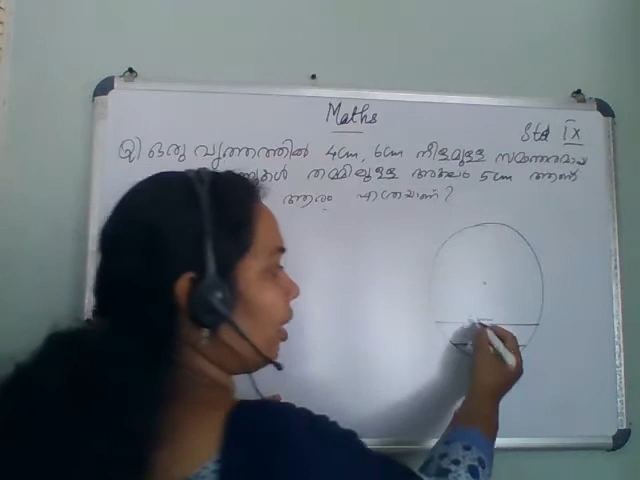 Maths
Std IX
Q) ഒരു വൃത്തത്തിൽ 4cm, 6cm നീളമുള്ള സമാന്തരമായ
തമ്മിലുള്ള അകലം 5cm ആണ്
ആരം എത്രയാണ്?